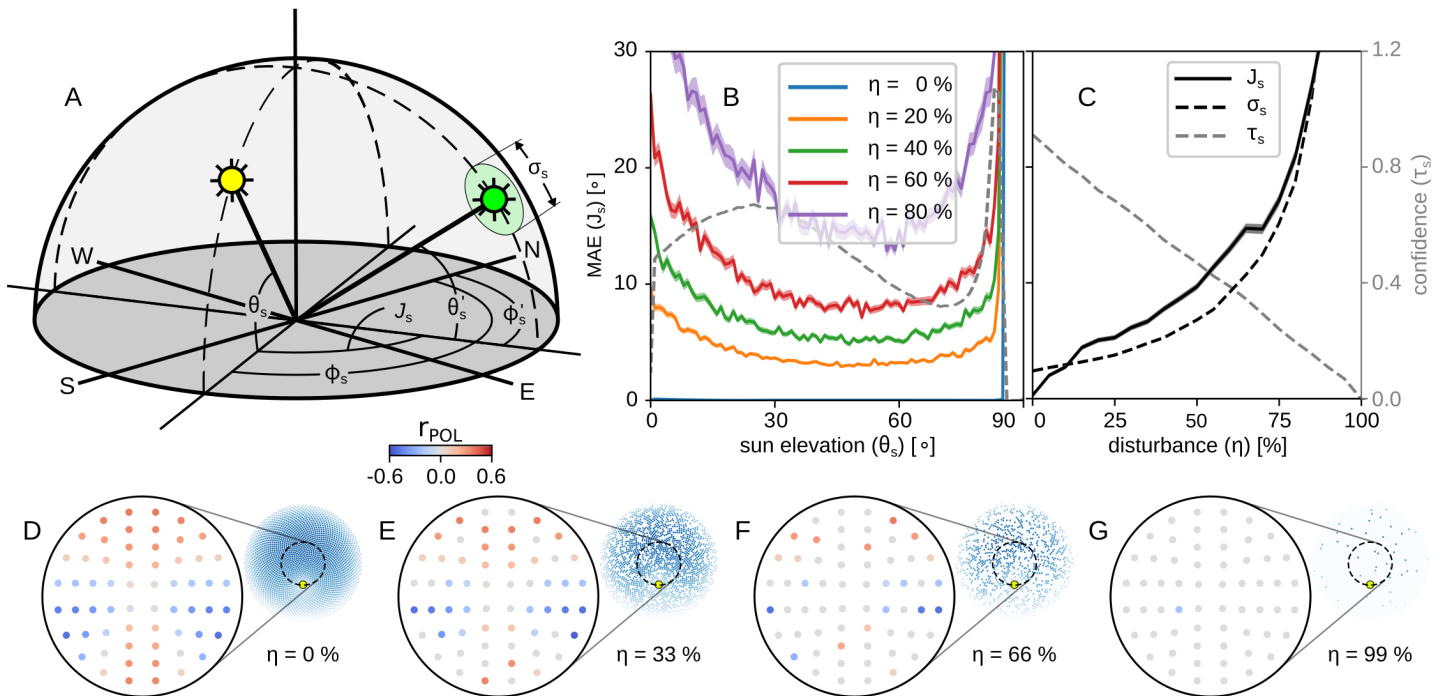 A
W
N
S
E
σₛ
θₛ
Jₛ
θ'ₛ
ϕ'ₛ
ϕₛ
B
30
20
10
0
MAE (Jₛ) [∘]
η = 0 %
η = 20 %
η = 40 %
η = 60 %
η = 80 %
0 30 60 90
sun elevation (θₛ) [∘]
C
Jₛ
σₛ
τₛ
1.2
0.8
0.4
0.0
confidence (τₛ)
0 25 50 75 100
disturbance (η) [%]
r_POL
-0.6 0.0 0.6
D
η = 0 %
E
η = 33 %
F
η = 66 %
G
η = 99 %